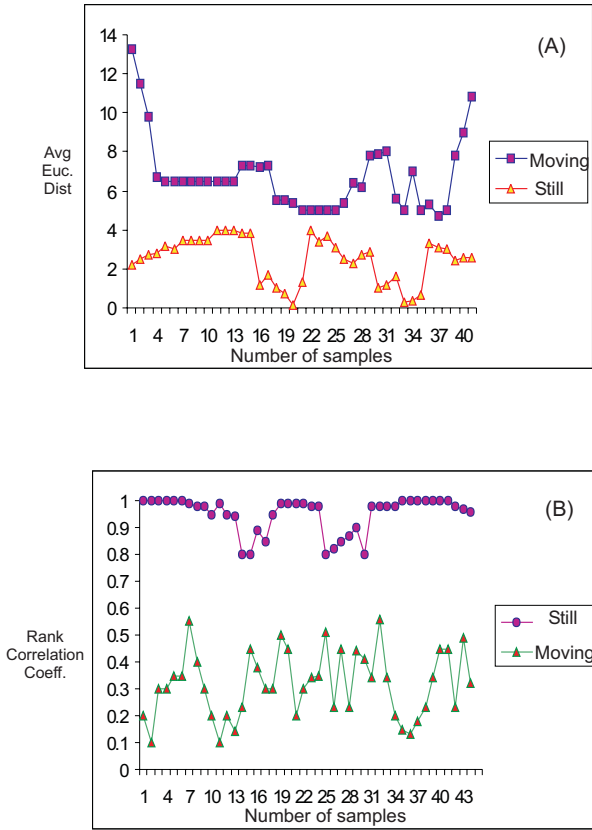 14
12
10
8
6
4
2
0
(A)
Avg
Euc.
Dist
Moving
Still
1 4 7 10 13 16 19 22 25 28 31 34 37 40
Number of samples
1
0.9
0.8
0.7
0.6
0.5
0.4
0.3
0.2
0.1
0
(B)
Rank
Correlation
Coeff.
Still
Moving
1 4 7 10 13 16 19 22 25 28 31 34 37 40 43
Number of samples